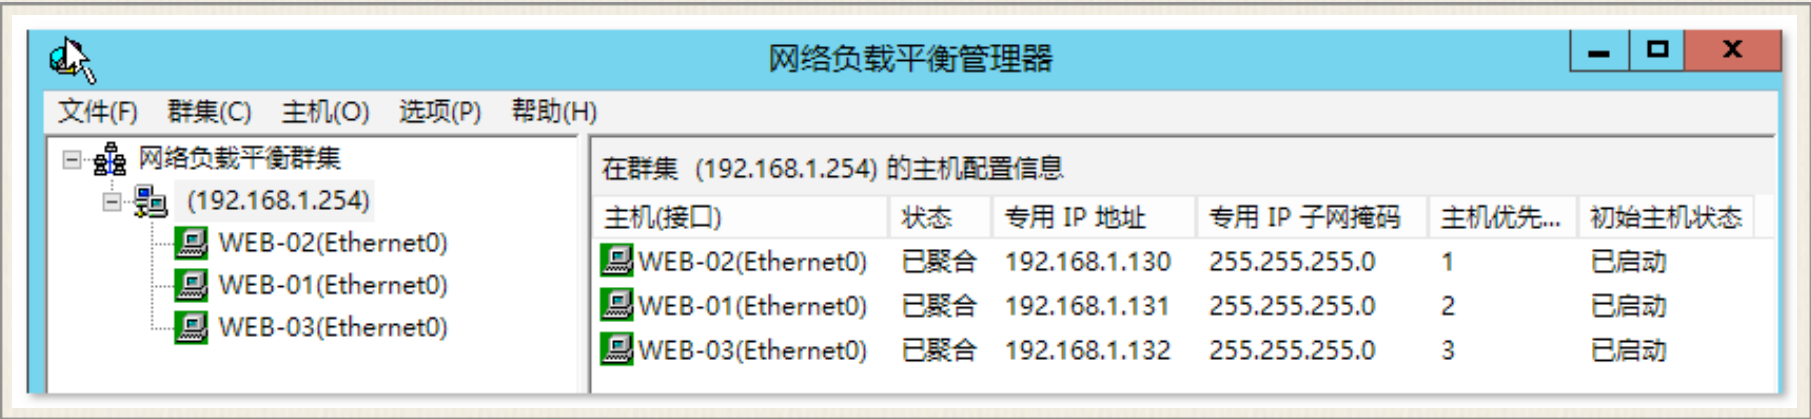 网络负载平衡管理器
文件(F) 群集(C) 主机(O) 选项(P) 帮助(H)
网络负载平衡群集
(192.168.1.254)
WEB-02(Ethernet0)
WEB-01(Ethernet0)
WEB-03(Ethernet0)
在群集 (192.168.1.254) 的主机配置信息
主机(接口) 状态 专用 IP 地址 专用 IP 子网掩码 主机优先... 初始主机状态
WEB-02(Ethernet0) 已聚合 192.168.1.130 255.255.255.0 1 已启动
WEB-01(Ethernet0) 已聚合 192.168.1.131 255.255.255.0 2 已启动
WEB-03(Ethernet0) 已聚合 192.168.1.132 255.255.255.0 3 已启动